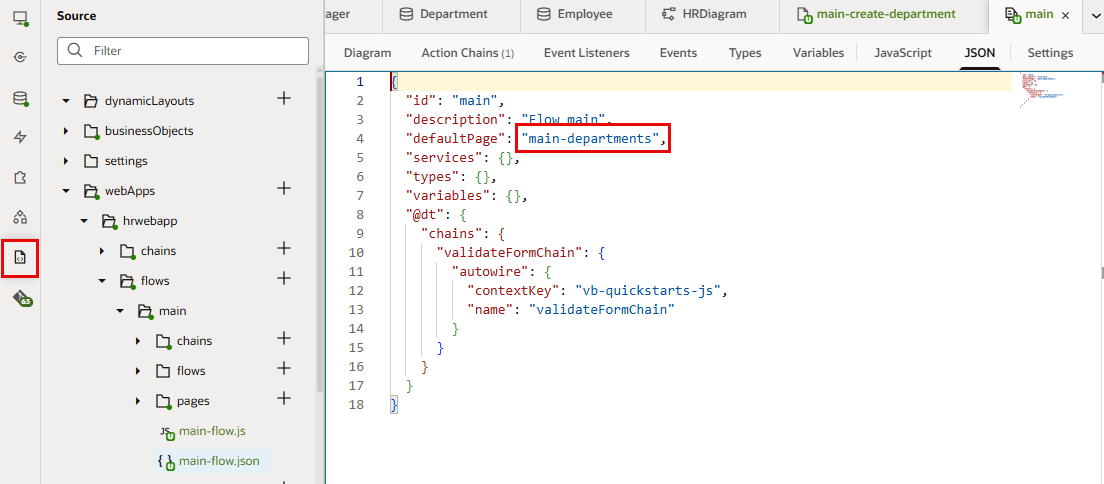 Source
Filter
dynamicLayouts
businessObjects
settings
webApps
hrwebapp
chains
flows
main
chains
flows
pages
JS U main-flow.js
{ } U main-flow.json
63
ager
Department
Employee
HRDiagram
U main-create-department
U main ×
Diagram
Action Chains (1)
Event Listeners
Events
Types
Variables
JavaScript
JSON
Settings
1 {
2 "id": "main",
3 "description": "Flow main",
4 "defaultPage": "main-departments",
5 "services": {},
6 "types": {},
7 "variables": {},
8 "@dt": {
9 "chains": {
10 "validateFormChain": {
11 "autowire": {
12 "contextKey": "vb-quickstarts-js",
13 "name": "validateFormChain"
14 }
15 }
16 }
17 }
18 }